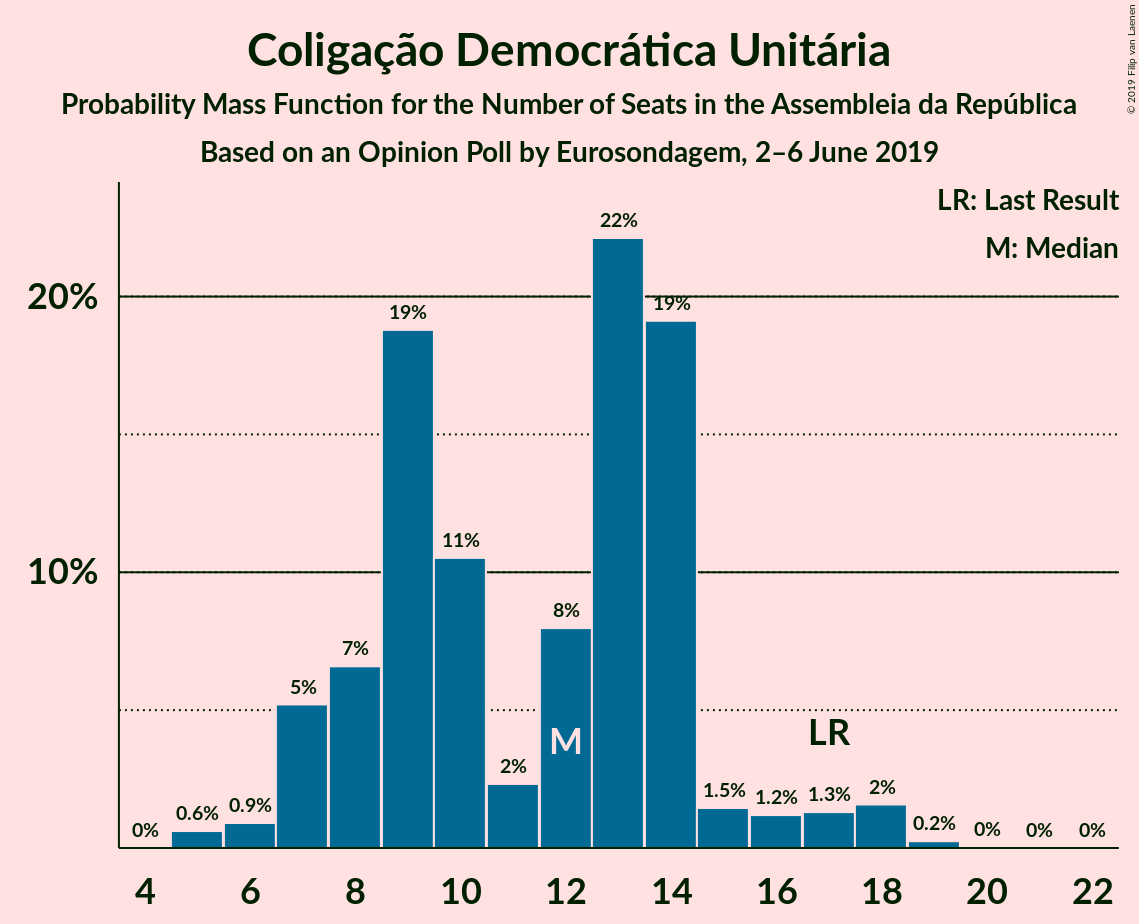 Coligação Democrática Unitária
Probability Mass Function for the Number of Seats in the Assembleia da República
Based on an Opinion Poll by Eurosondagem, 2–6 June 2019
© 2019 Filip van Laenen
LR: Last Result
M: Median
20%
10%
0%
0.6%
0.9%
5%
7%
19%
11%
2%
8%
22%
19%
1.5%
1.2%
1.3%
2%
0.2%
0%
0%
0%
M
LR
4 6 8 10 12 14 16 18 20 22